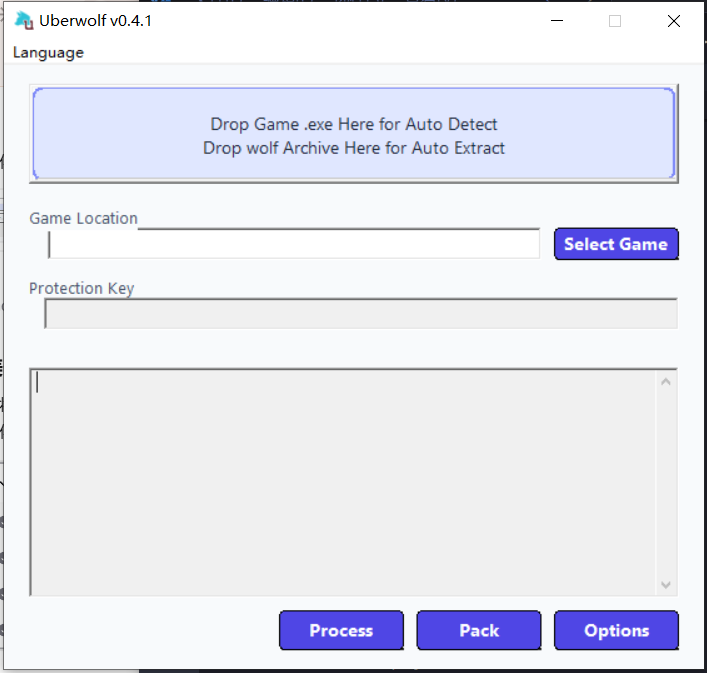 Uberwolf v0.4.1
Language
Drop Game .exe Here for Auto Detect
Drop wolf Archive Here for Auto Extract
Game Location
Select Game
Protection Key
Process
Pack
Options